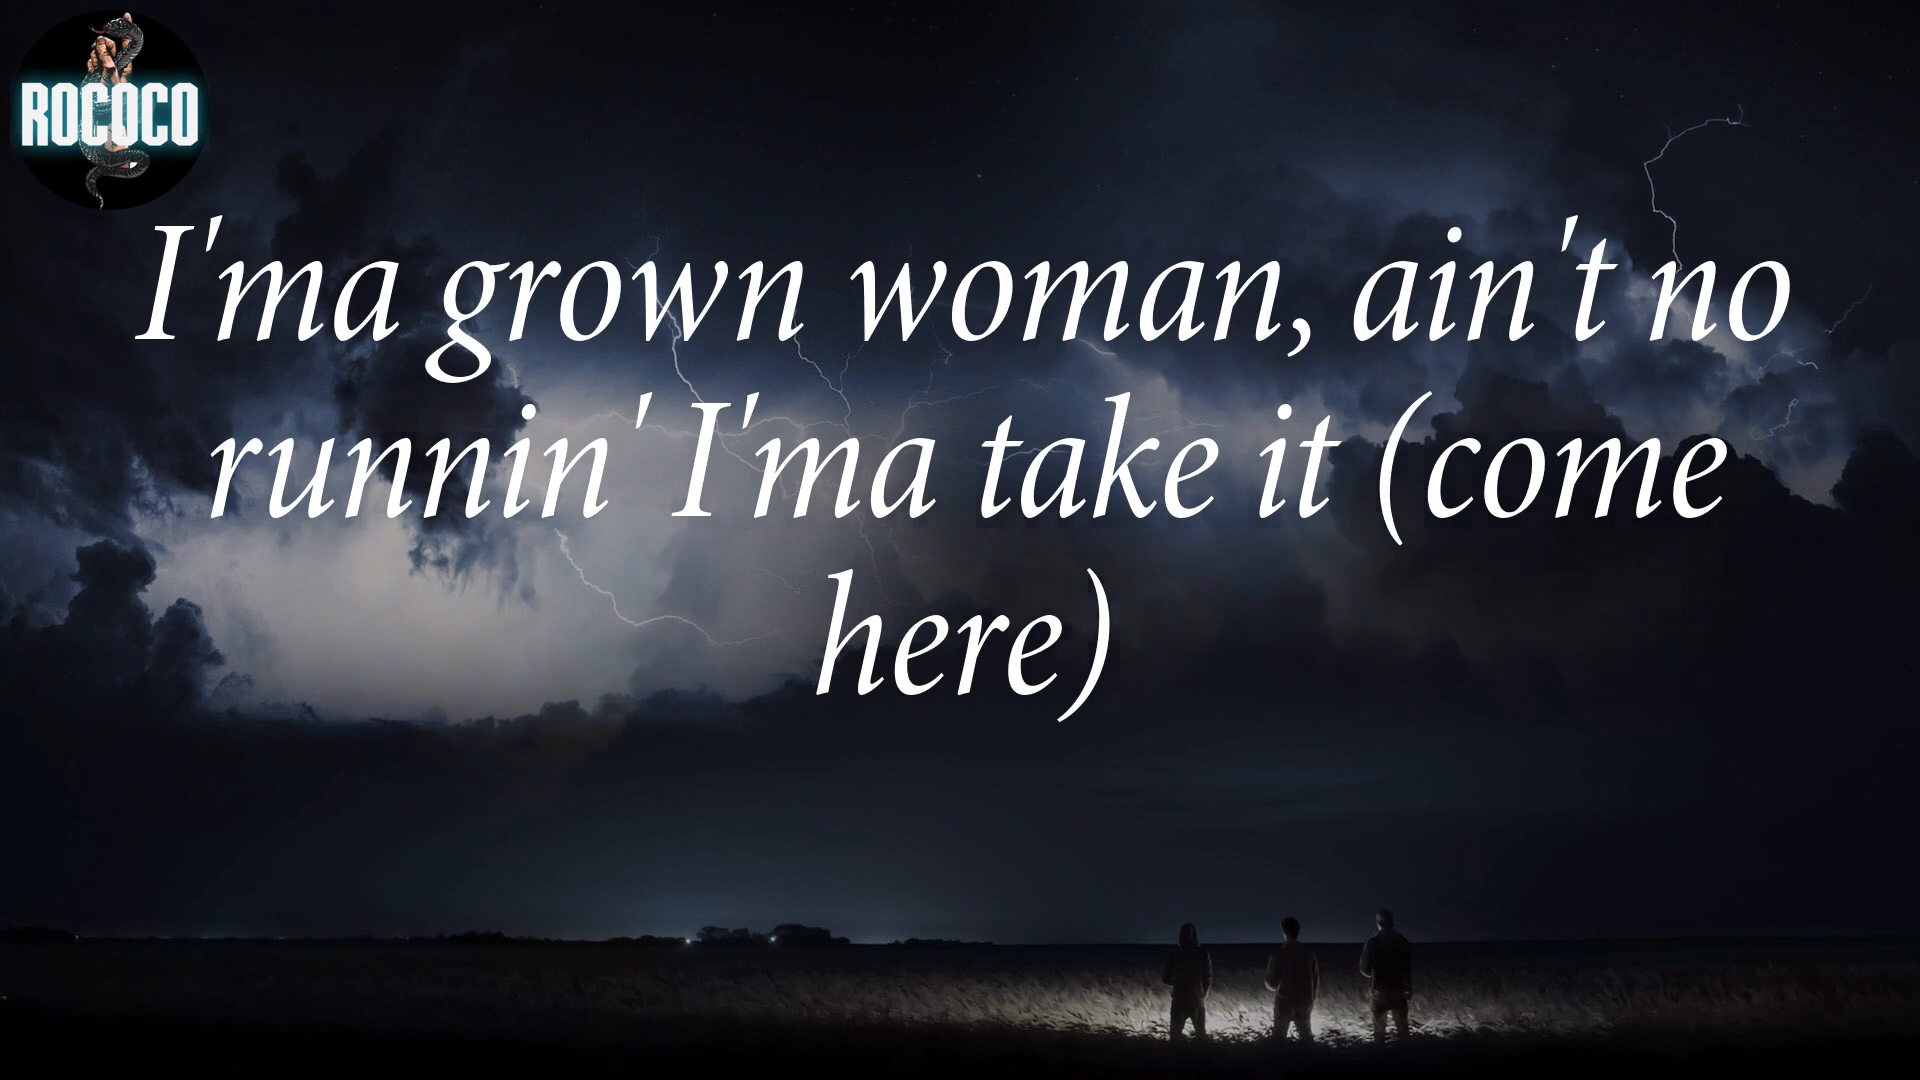 ROCOCO
I'ma grown woman, ain't no
runnin' I'ma take it (come
here)